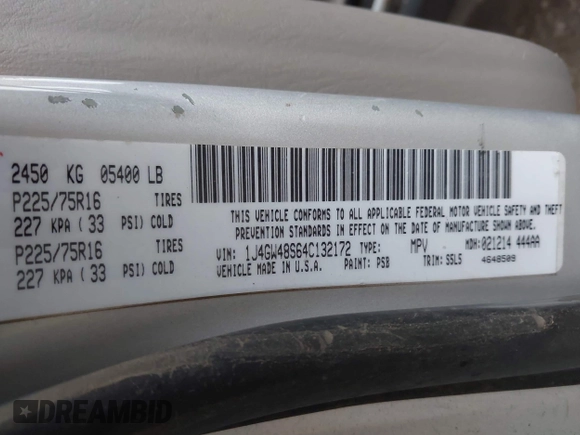 2450 KG 05400 LB
P225/75R16 TIRES
227 KPA ( 33 PSI) COLD
P225/75R16 TIRES
227 KPA ( 33 PSI) COLD
THIS VEHICLE CONFORMS TO ALL APPLICABLE FEDERAL MOTOR VEHICLE SAFETY AND THEFT
PREVENTION STANDARDS IN EFFECT ON THE DATE OF MANUFACTURE SHOWN ABOVE.
VIN: 1J4GW48S64C132172 TYPE: MPV MDH:021214 444AA
VEHICLE MADE IN U.S.A. PAINT: PSB TRIM: S5L5 4648509
DREAMBID